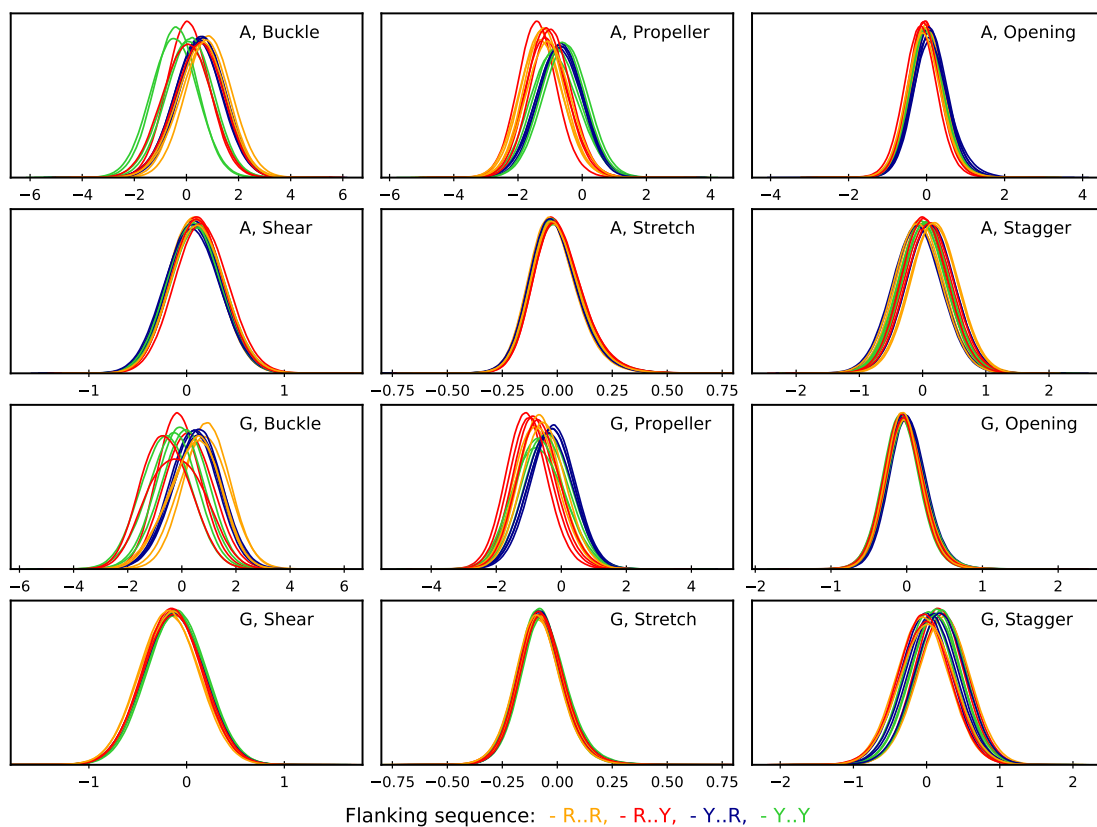 A, Buckle
A, Propeller
A, Opening
−6 −4 −2 0 2 4 6
−6 −4 −2 0 2 4
−4 −2 0 2 4
A, Shear
A, Stretch
A, Stagger
−1 0 1
−0.75 −0.50 −0.25 0.00 0.25 0.50 0.75
−2 −1 0 1 2
G, Buckle
G, Propeller
G, Opening
−6 −4 −2 0 2 4 6
−4 −2 0 2 4
−2 −1 0 1 2
G, Shear
G, Stretch
G, Stagger
−1 0 1
−0.75 −0.50 −0.25 0.00 0.25 0.50 0.75
−2 −1 0 1 2
Flanking sequence: - R..R, - R..Y, - Y..R, - Y..Y